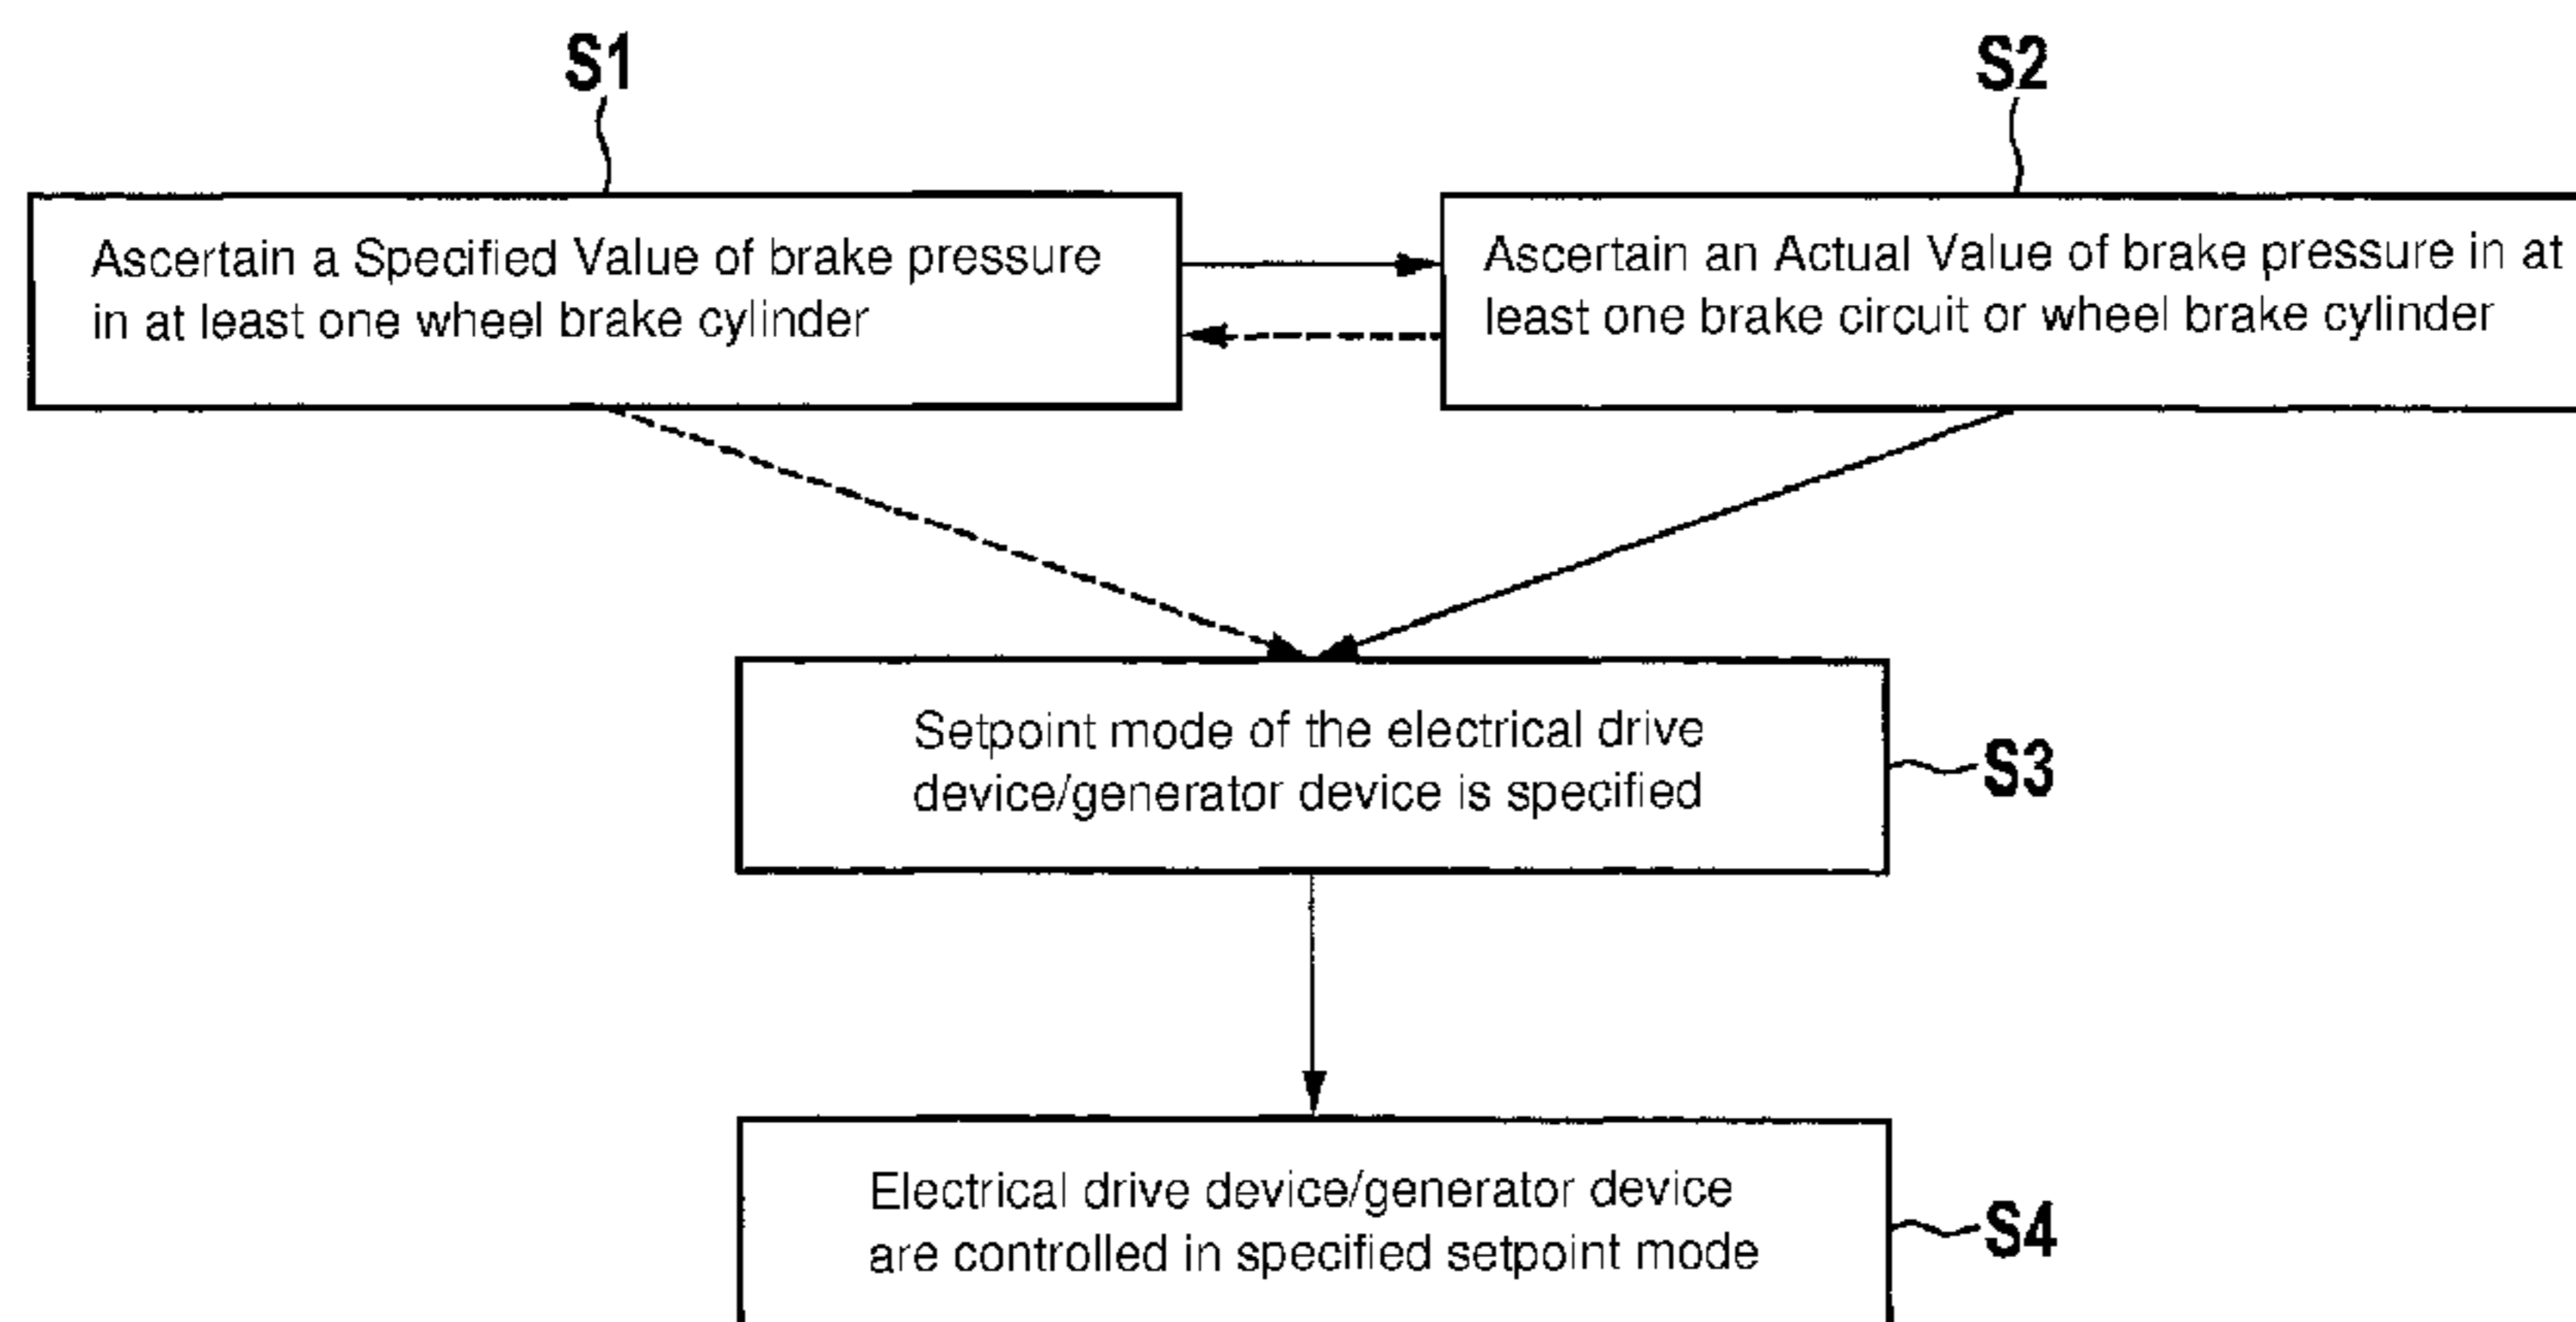 S1
S2
Ascertain a Specified Value of brake pressure
in at least one wheel brake cylinder
Ascertain an Actual Value of brake pressure in at
least one brake circuit or wheel brake cylinder
Setpoint mode of the electrical drive
device/generator device is specified
S3
Electrical drive device/generator device
are controlled in specified setpoint mode
S4